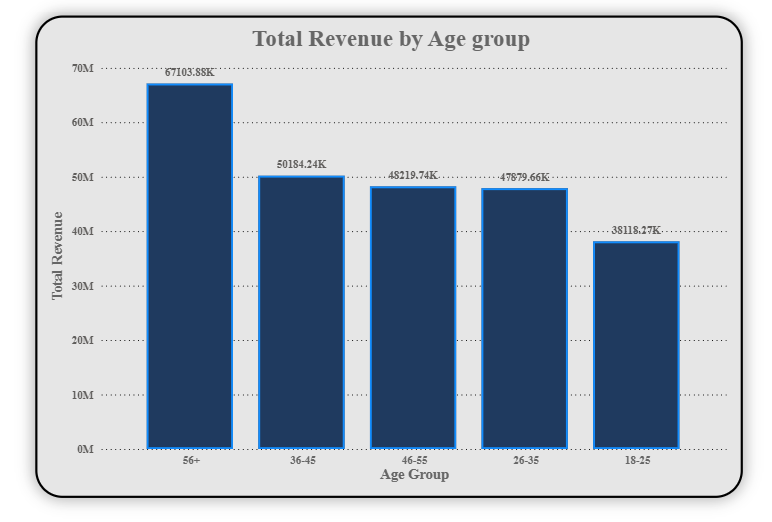 Total Revenue by Age group
70M
67103.88K
60M
50184.24K
50M
48219.74K
47879.66K
40M
38118.27K
30M
20M
10M
0M
Total Revenue
56+
36-45
46-55
26-35
18-25
Age Group